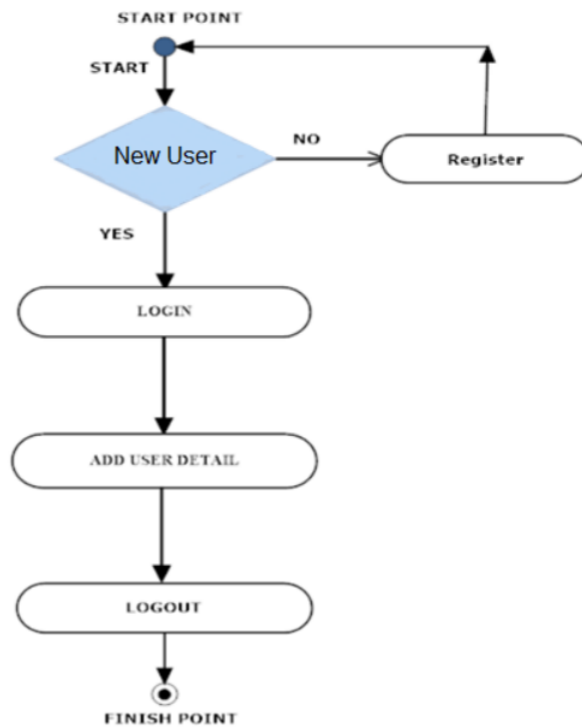 START POINT
START
New User
NO
Register
YES
LOGIN
ADD USER DETAIL
LOGOUT
FINISH POINT